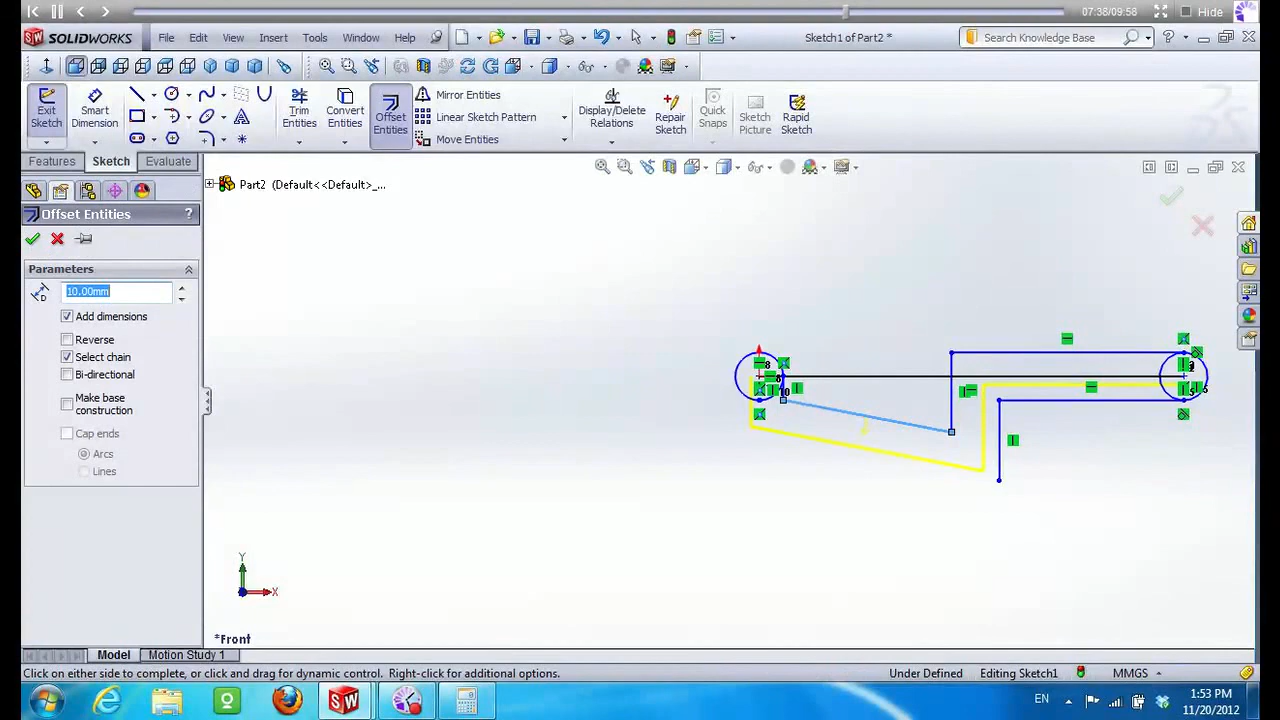 07:38/09:58
Hide
SOLIDWORKS
File Edit View Insert Tools Window Help
Sketch1 of Part2 *
Search Knowledge Base
Exit Sketch
Smart Dimension
Trim Entities
Convert Entities
Offset Entities
Mirror Entities
Linear Sketch Pattern
Move Entities
Display/Delete Relations
Repair Sketch
Quick Snaps
Sketch Picture
Rapid Sketch
Features Sketch Evaluate
Part2 (Default<<Default>_...
Offset Entities
?
Parameters
10.00mm
Add dimensions
Reverse
Select chain
Bi-directional
Make base construction
Cap ends
Arcs
Lines
8
8
10
Y
X
*Front
Model Motion Study 1
Click on either side to complete, or click and drag for dynamic control. Right-click for additional options.
Under Defined Editing Sketch1 MMGS
EN
1:53 PM
11/20/2012